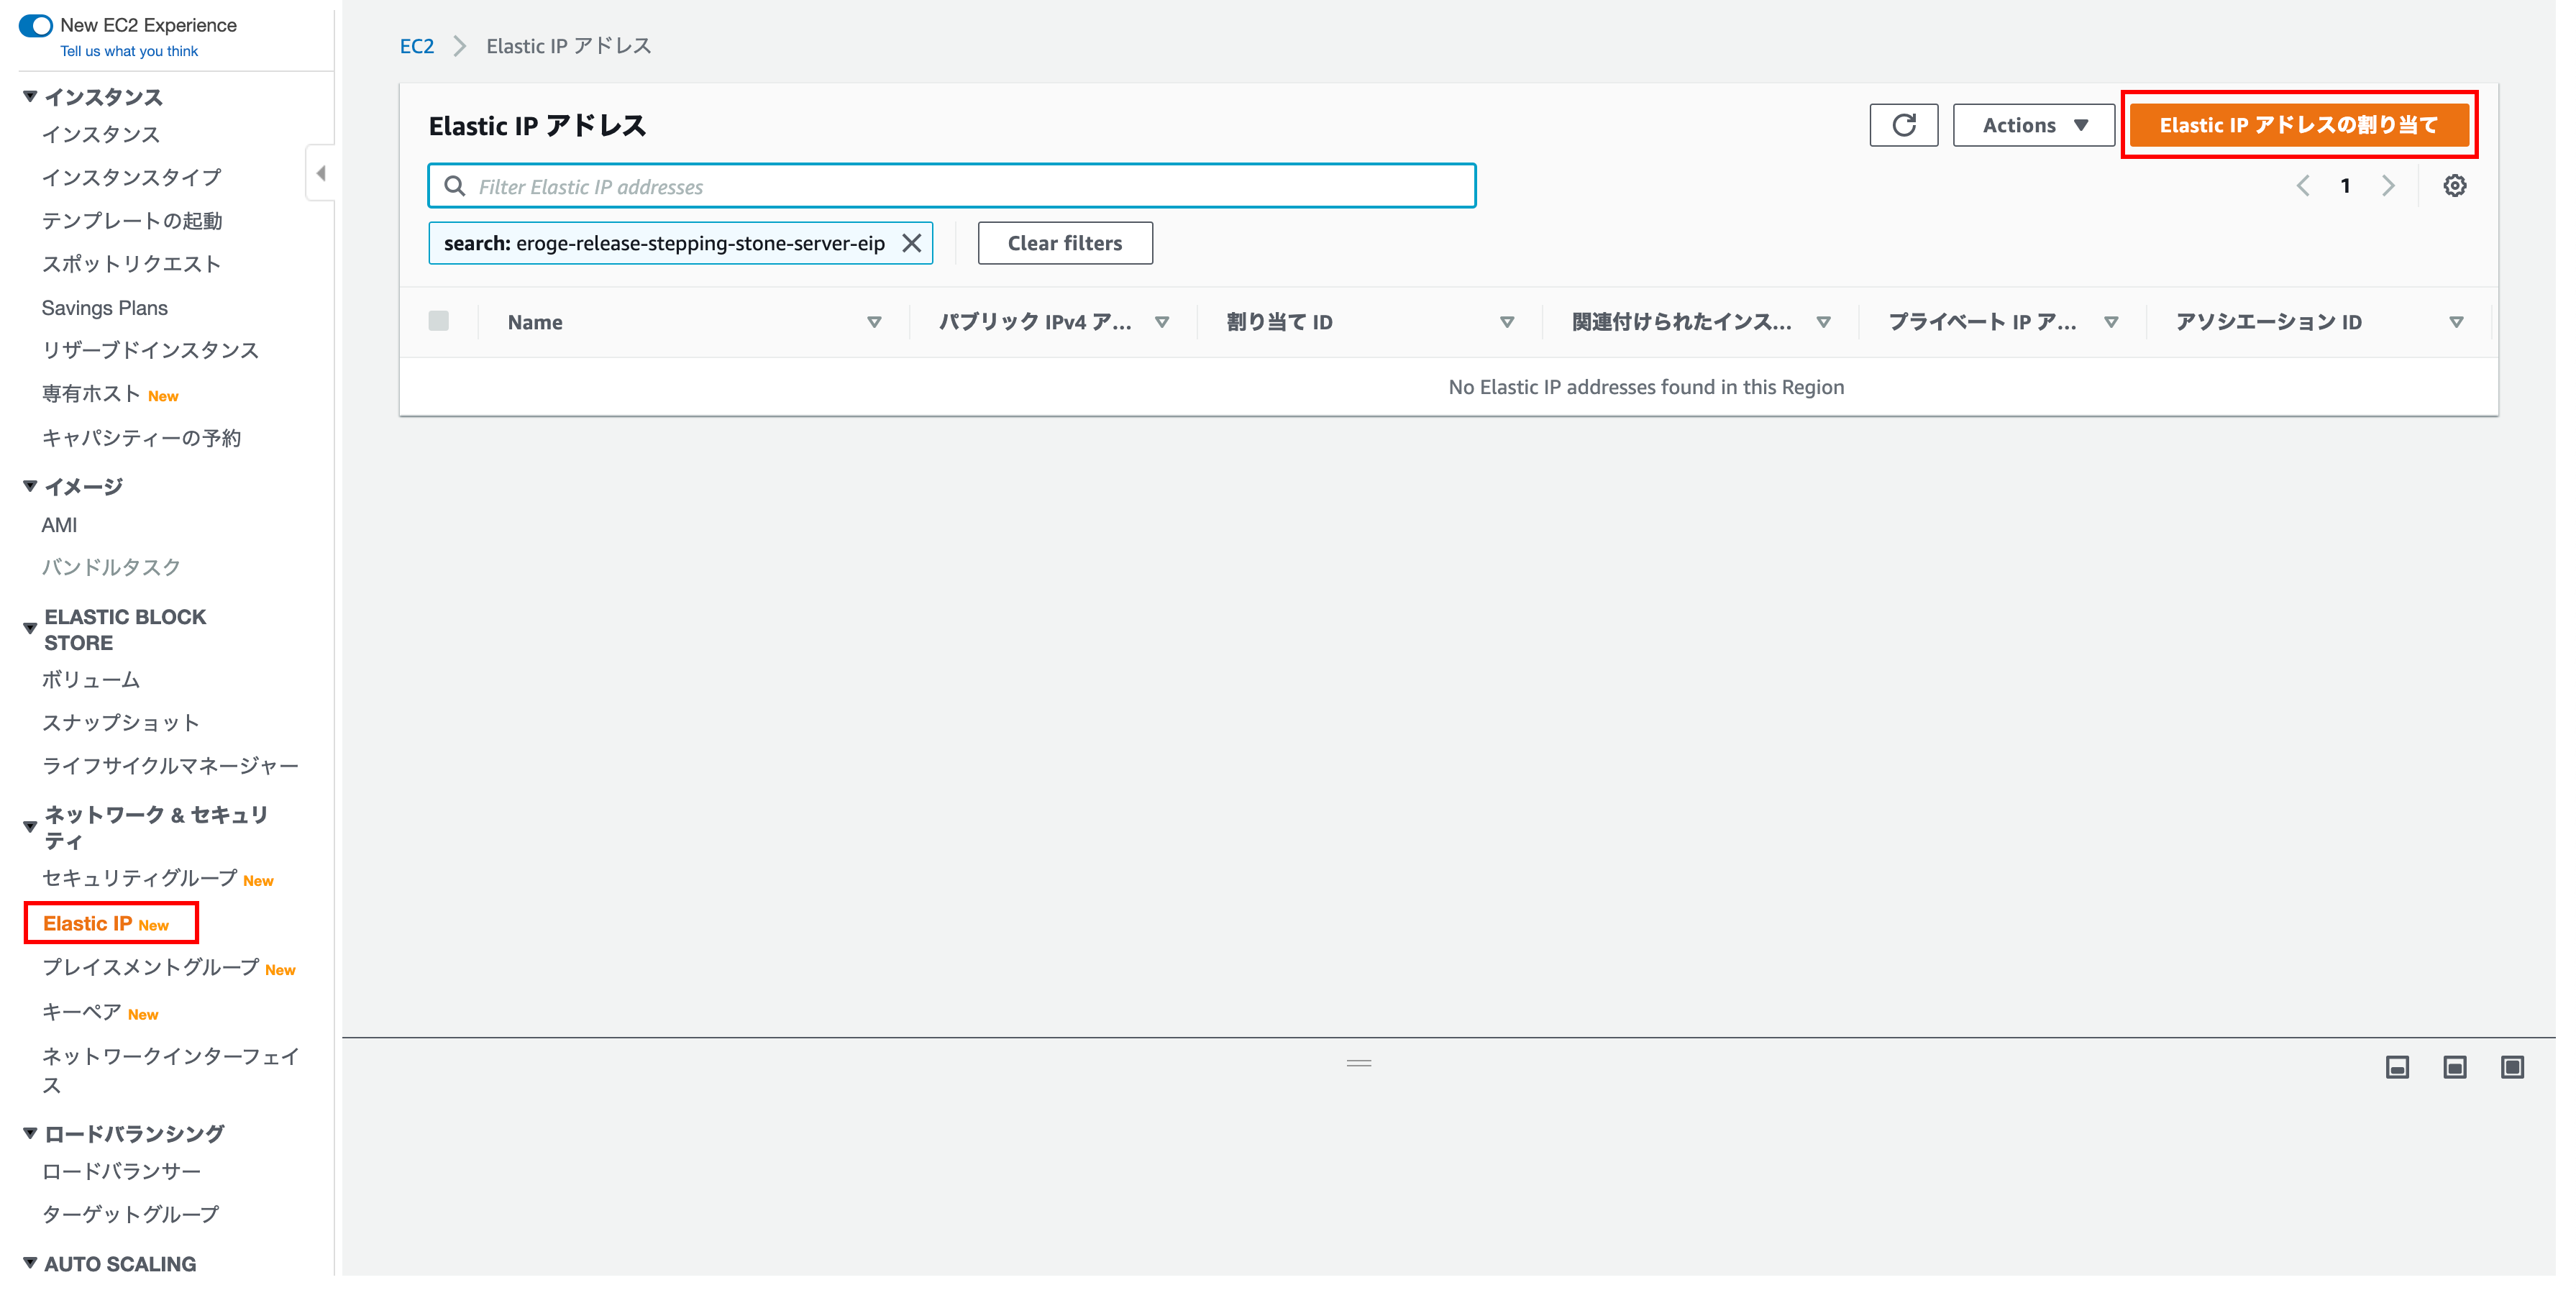 New EC2 Experience
Tell us what you think
インスタンス
インスタンス
インスタンスタイプ
テンプレートの起動
スポットリクエスト
Savings Plans
リザーブドインスタンス
専有ホスト New
キャパシティーの予約
イメージ
AMI
バンドルタスク
ELASTIC BLOCK
STORE
ボリューム
スナップショット
ライフサイクルマネージャー
ネットワーク & セキュリ
ティ
セキュリティグループ New
Elastic IP New
プレイスメントグループ New
キーペア New
ネットワークインターフェイ
ス
ロードバランシング
ロードバランサー
ターゲットグループ
AUTO SCALING
EC2 Elastic IP アドレス
Elastic IP アドレス
Actions
Elastic IP アドレスの割り当て
Filter Elastic IP addresses
1
search: eroge-release-stepping-stone-server-eip
Clear filters
Name パブリック IPv4 ア... 割り当て ID 関連付けられたインス... プライベート IP ア... アソシエーション ID
No Elastic IP addresses found in this Region